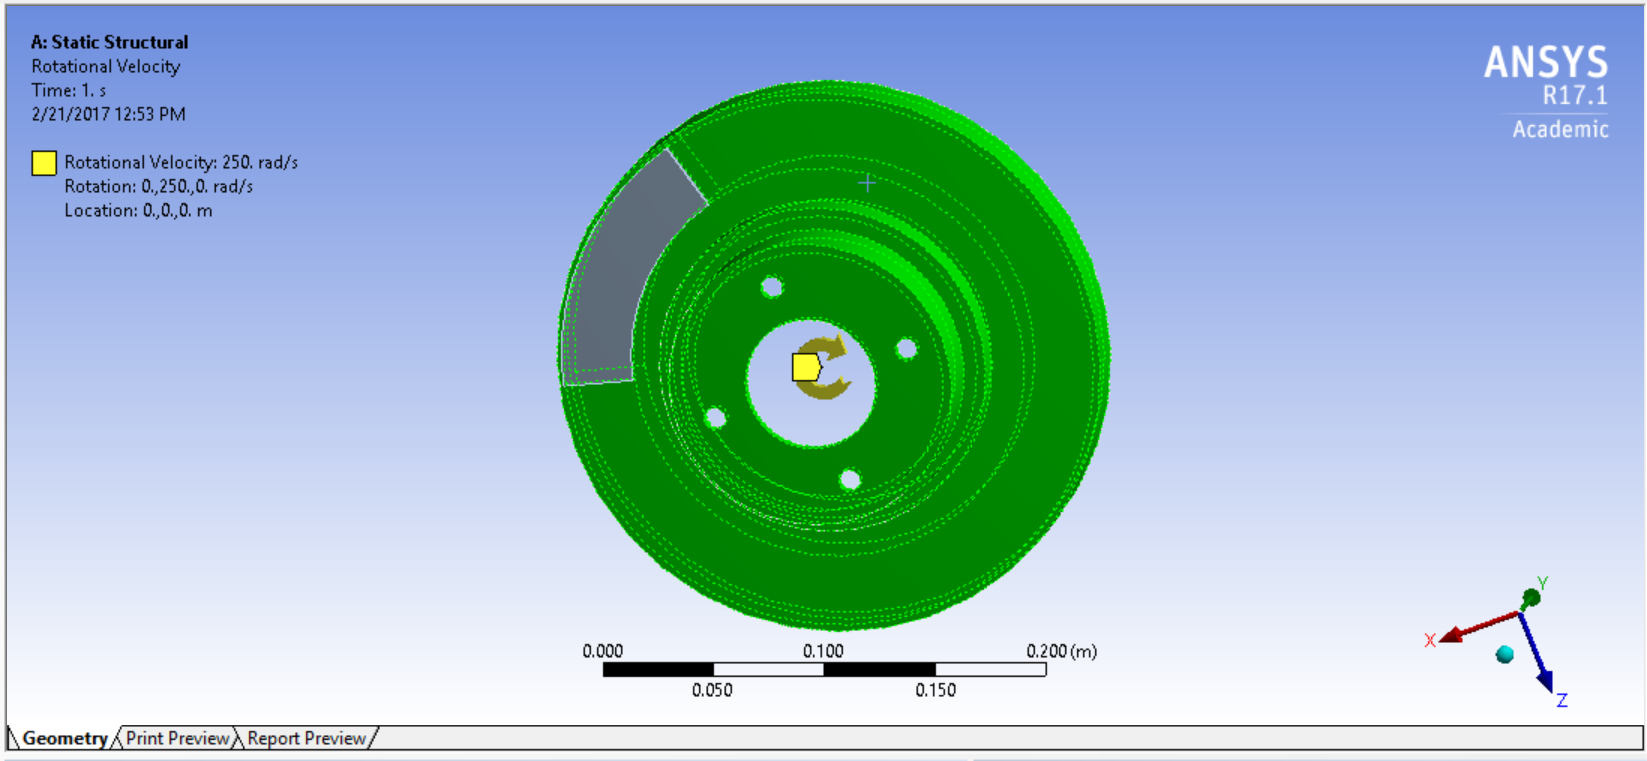 A: Static Structural
Rotational Velocity
Time: 1. s
2/21/2017 12:53 PM
Rotational Velocity: 250. rad/s
Rotation: 0.,250.,0. rad/s
Location: 0.,0.,0. m
ANSYS
R17.1
Academic
0.000 0.100 0.200 (m)
0.050 0.150
Y
X
Z
Geometry Print Preview Report Preview